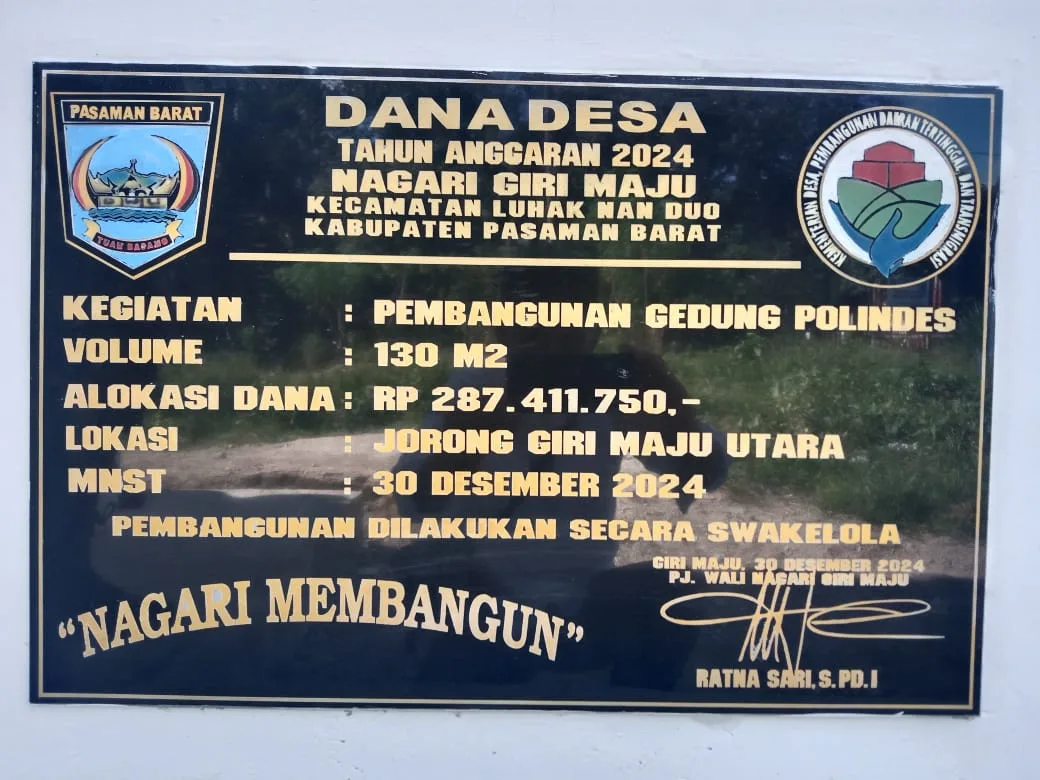 PASAMAN BARAT
TUAH BASAMO
DANA DESA
TAHUN ANGGARAN 2024
NAGARI GIRI MAJU
KECAMATAN LUHAK NAN DUO
KABUPATEN PASAMAN BARAT
KEMENTERIAN DESA, PEMBANGUNAN DAERAH TERTINGGAL, DAN TRANSMIGRASI
KEGIATAN : PEMBANGUNAN GEDUNG POLINDES
VOLUME : 130 M2
ALOKASI DANA : RP 287.411.750,-
LOKASI : JORONG GIRI MAJU UTARA
MNST : 30 DESEMBER 2024
PEMBANGUNAN DILAKUKAN SECARA SWAKELOLA
GIRI MAJU, 30 DESEMBER 2024
PJ. WALI NAGARI GIRI MAJU
"NAGARI MEMBANGUN"
RATNA SARI, S.PD.I